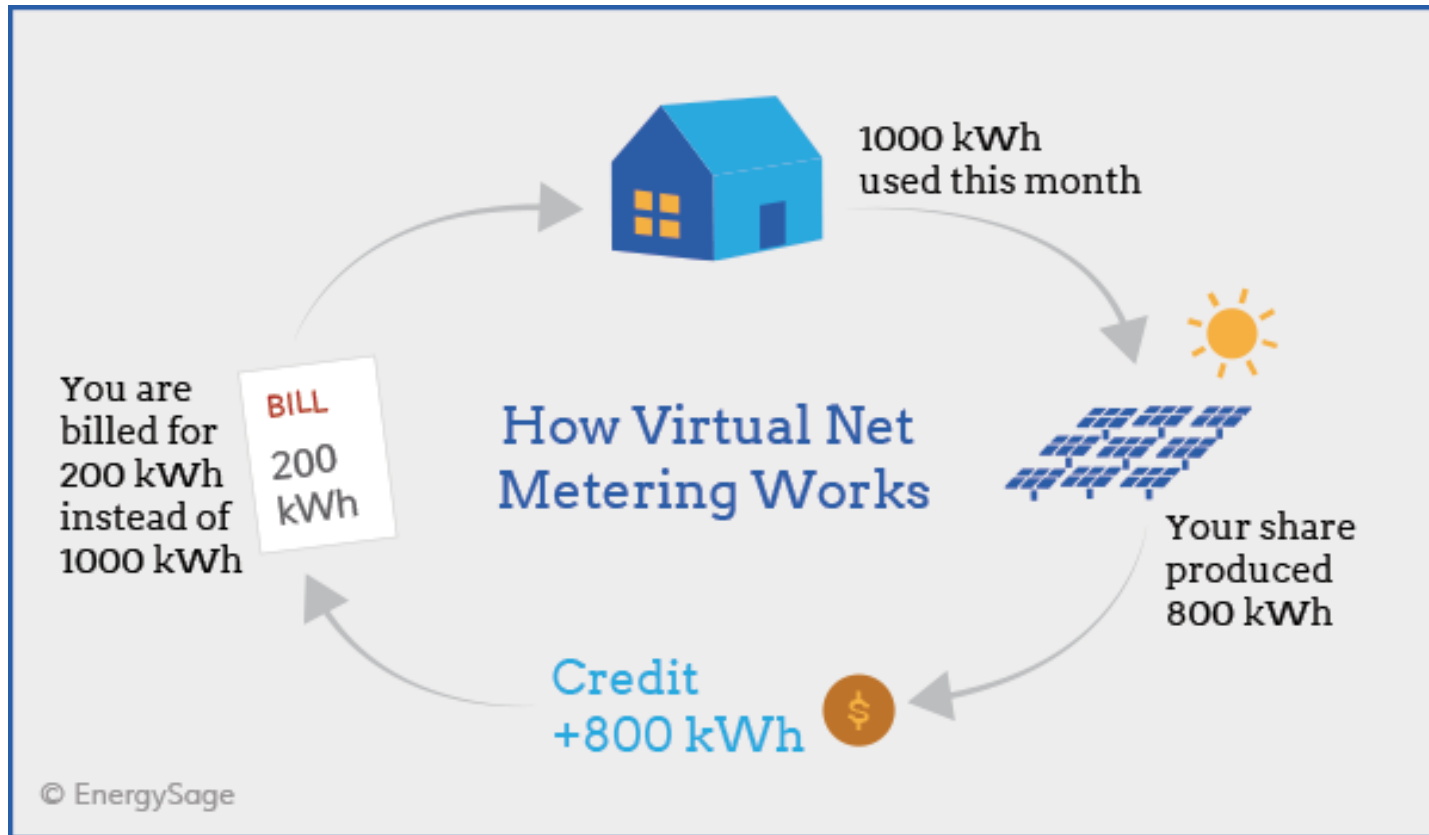 1000 kWh
used this month
You are
billed for
200 kWh
instead of
1000 kWh
BILL
200
kWh
How Virtual Net
Metering Works
Your share
produced
800 kWh
Credit
+800 kWh
$
© EnergySage